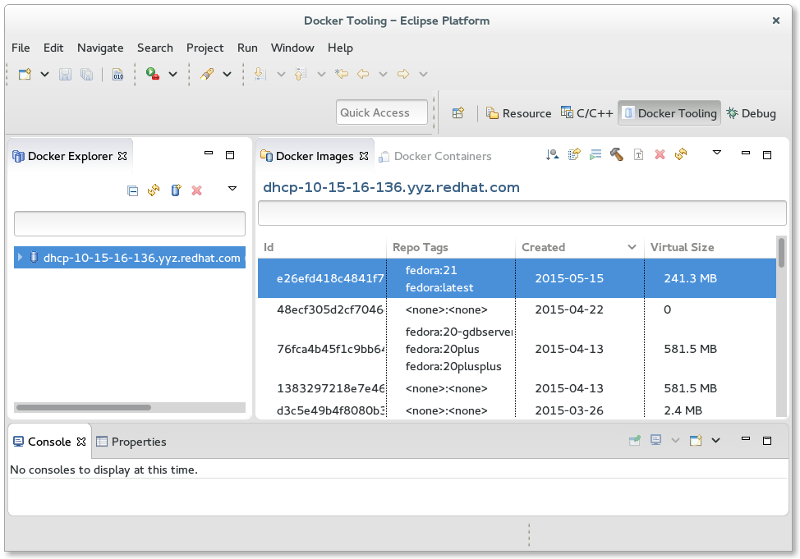 Docker Tooling – Eclipse Platform
File Edit Navigate Search Project Run Window Help
010
Quick Access
Resource C/C++ Docker Tooling Debug
Docker Explorer
Docker Images Docker Containers
dhcp-10-15-16-136.yyz.redhat.com
dhcp-10-15-16-136.yyz.redhat.com
Id Repo Tags Created Virtual Size
e26efd418c4841f7 fedora:21 2015-05-15 241.3 MB
fedora:latest
48ecf305d2cf7046 <none>:<none> 2015-04-22 0
fedora:20-gdbserver
76fca4b45f1c9bb64 fedora:20plus 2015-04-13 581.5 MB
fedora:20plusplus
1383297218e7e46 <none>:<none> 2015-04-13 581.5 MB
d3c5e49b4f8080b3 <none>:<none> 2015-03-26 2.4 MB
Console Properties
No consoles to display at this time.